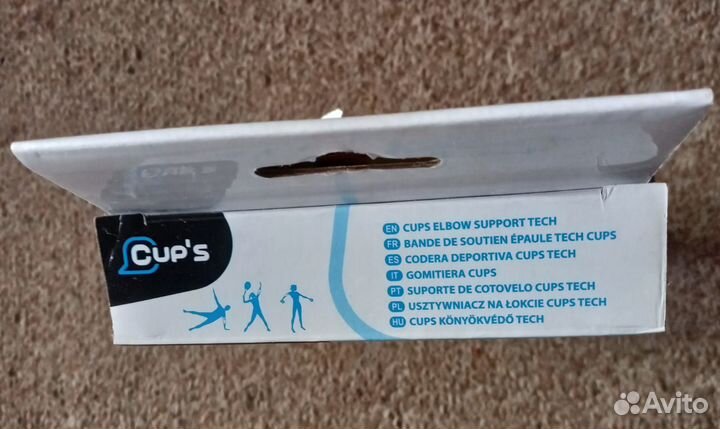 CUP'S
EN CUPS ELBOW SUPPORT TECH
FR BANDE DE SOUTIEN ÉPAULE TECH CUPS
ES CODERA DEPORTIVA CUPS TECH
IT GOMITIERA CUPS
PT SUPORTE DE COTOVELO CUPS TECH
PL USZTYWNIACZ NA ŁOKCIE CUPS TECH
HU CUPS KÖNYÖKVÉDŐ TECH
Avito